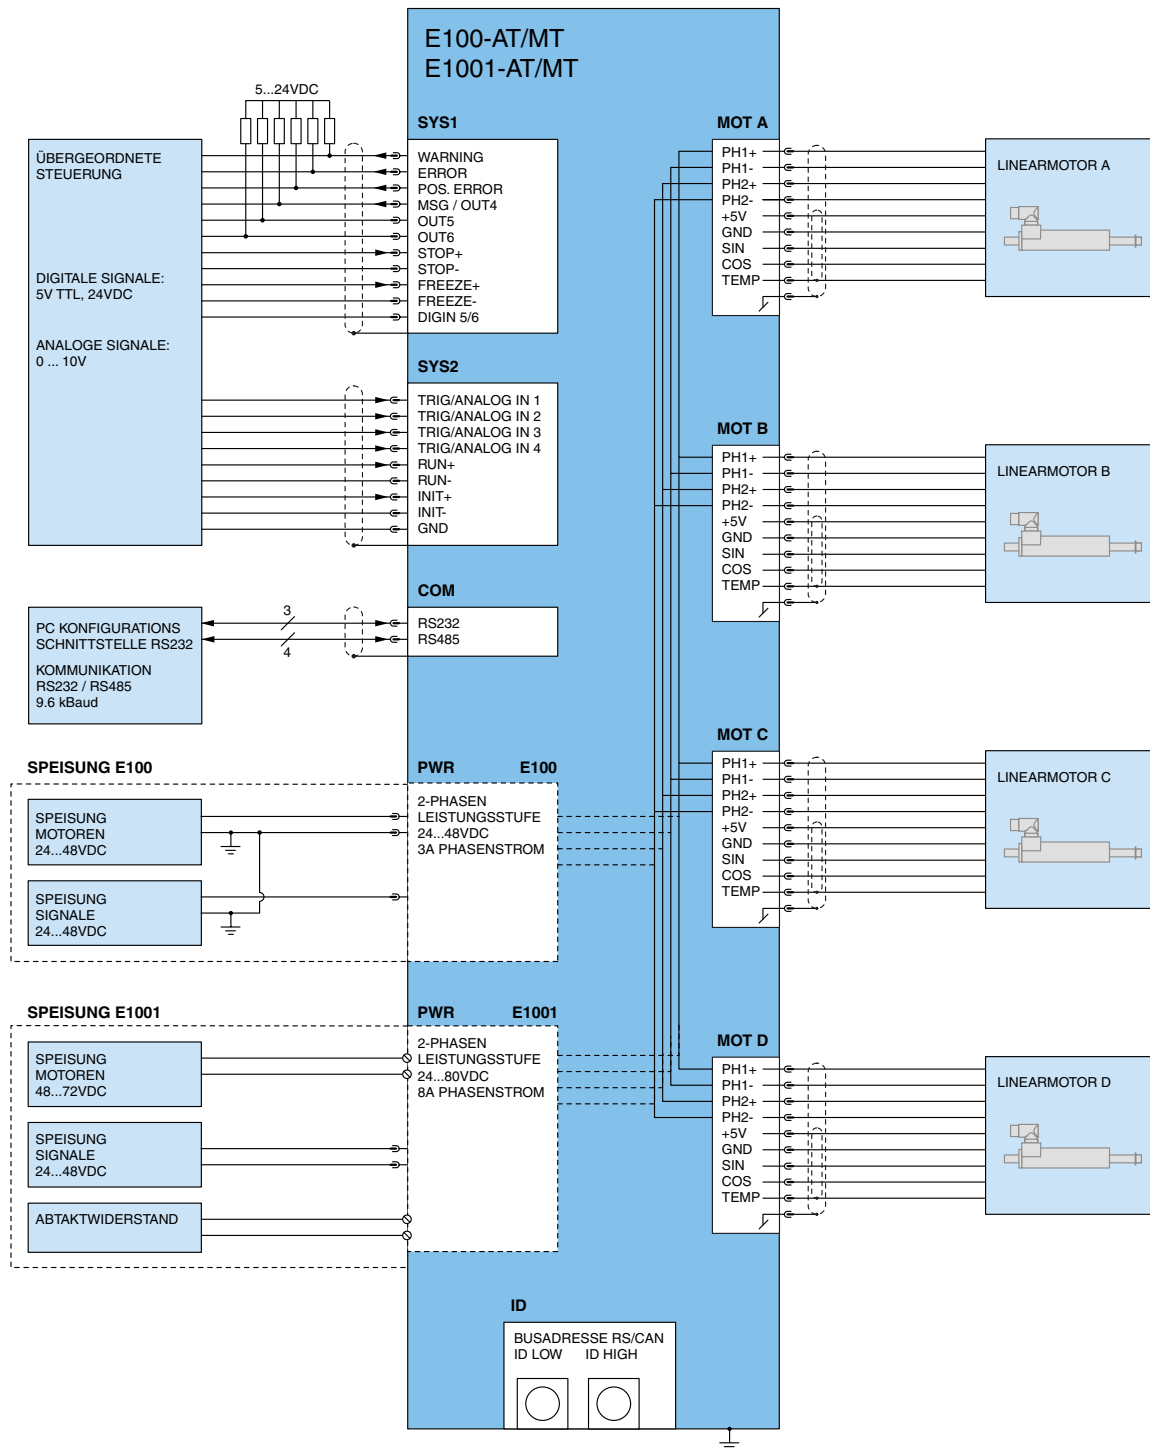 E100-AT/MT
E1001-AT/MT
5...24VDC
SYS1
ÜBERGEORDNETE
STEUERUNG
DIGITALE SIGNALE:
5V TTL, 24VDC
ANALOGE SIGNALE:
0 ... 10V
WARNING
ERROR
POS. ERROR
MSG / OUT4
OUT5
OUT6
STOP+
STOP-
FREEZE+
FREEZE-
DIGIN 5/6
SYS2
TRIG/ANALOG IN 1
TRIG/ANALOG IN 2
TRIG/ANALOG IN 3
TRIG/ANALOG IN 4
RUN+
RUN-
INIT+
INIT-
GND
COM
PC KONFIGURATIONS
SCHNITTSTELLE RS232
KOMMUNIKATION
RS232 / RS485
9.6 kBaud
3
4
RS232
RS485
SPEISUNG E100
SPEISUNG
MOTOREN
24...48VDC
SPEISUNG
SIGNALE
24...48VDC
PWR E100
2-PHASEN
LEISTUNGSSTUFE
24...48VDC
3A PHASENSTROM
SPEISUNG E1001
SPEISUNG
MOTOREN
48...72VDC
SPEISUNG
SIGNALE
24...48VDC
ABTAKTWIDERSTAND
PWR E1001
2-PHASEN
LEISTUNGSSTUFE
24...80VDC
8A PHASENSTROM
MOT A
PH1+
PH1-
PH2+
PH2-
+5V
GND
SIN
COS
TEMP
LINEARMOTOR A
MOT B
PH1+
PH1-
PH2+
PH2-
+5V
GND
SIN
COS
TEMP
LINEARMOTOR B
MOT C
PH1+
PH1-
PH2+
PH2-
+5V
GND
SIN
COS
TEMP
LINEARMOTOR C
MOT D
PH1+
PH1-
PH2+
PH2-
+5V
GND
SIN
COS
TEMP
LINEARMOTOR D
ID
BUSADRESSE RS/CAN
ID LOW ID HIGH